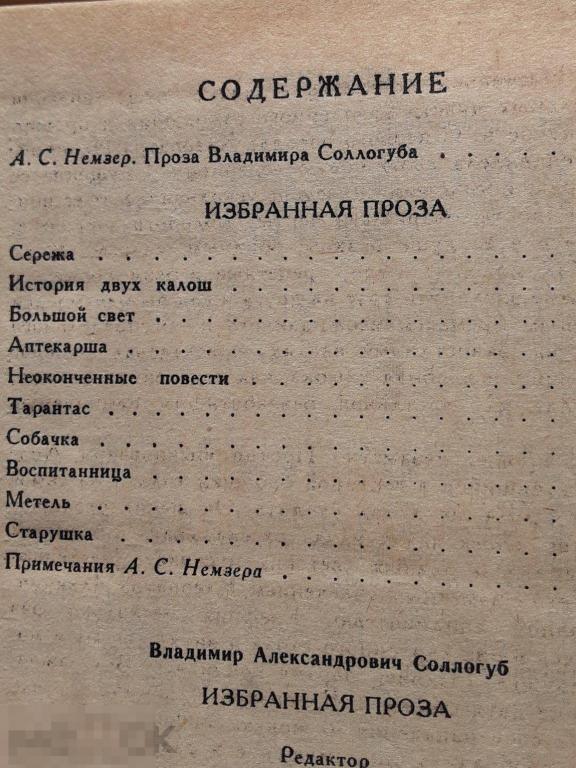 СОДЕРЖАНИЕ
А. С. Немзер. Проза Владимира Соллогуба . . . . .
ИЗБРАННАЯ ПРОЗА
Сережа . . . . . . . . . . . . . . . . . .
История двух калош . . . . . . . . . . . . .
Большой свет . . . . . . . . . . . . . . . .
Аптекарша . . . . . . . . . . . . . . . . .
Неоконченные повести . . . . . . . . . . . .
Тарантас . . . . . . . . . . . . . . . . . .
Собачка . . . . . . . . . . . . . . . . . .
Воспитанница . . . . . . . . . . . . . . . .
Метель . . . . . . . . . . . . . . . . . . .
Старушка . . . . . . . . . . . . . . . . . .
Примечания А. С. Немзера . . . . . . . . . . .
Владимир Александрович Соллогуб
ИЗБРАННАЯ ПРОЗА
Редактор